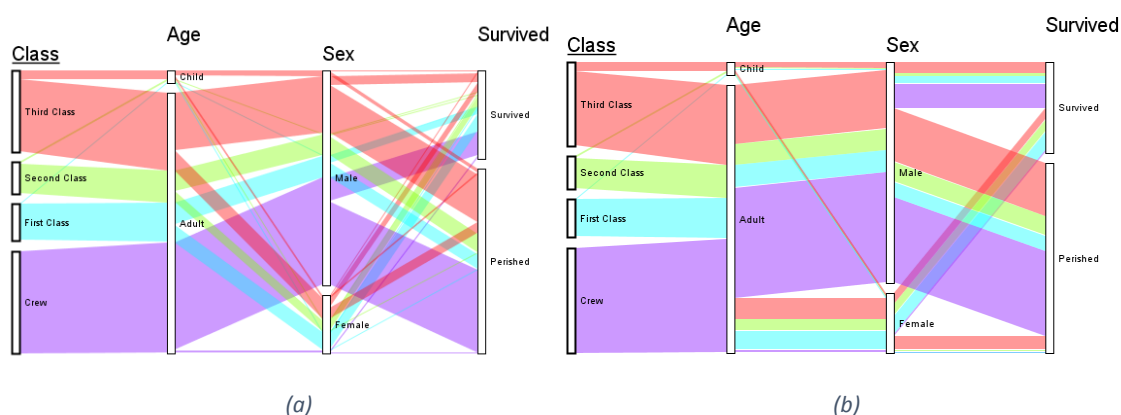 Class
Age
Sex
Survived
Third Class
Second Class
First Class
Crew
Child
Adult
Male
Female
Survived
Perished
(a)
Class
Age
Sex
Survived
Third Class
Second Class
First Class
Crew
Child
Adult
Male
Female
Survived
Perished
(b)